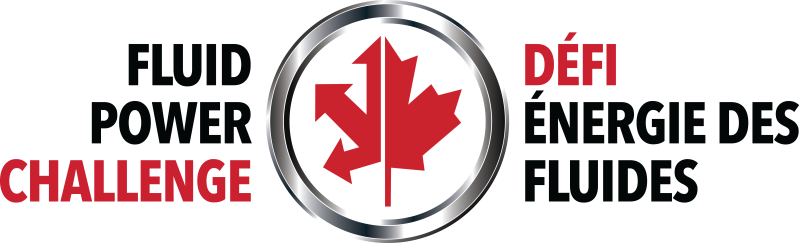 FLUID
POWER
CHALLENGE
DÉFI
ÉNERGIE DES
FLUIDES